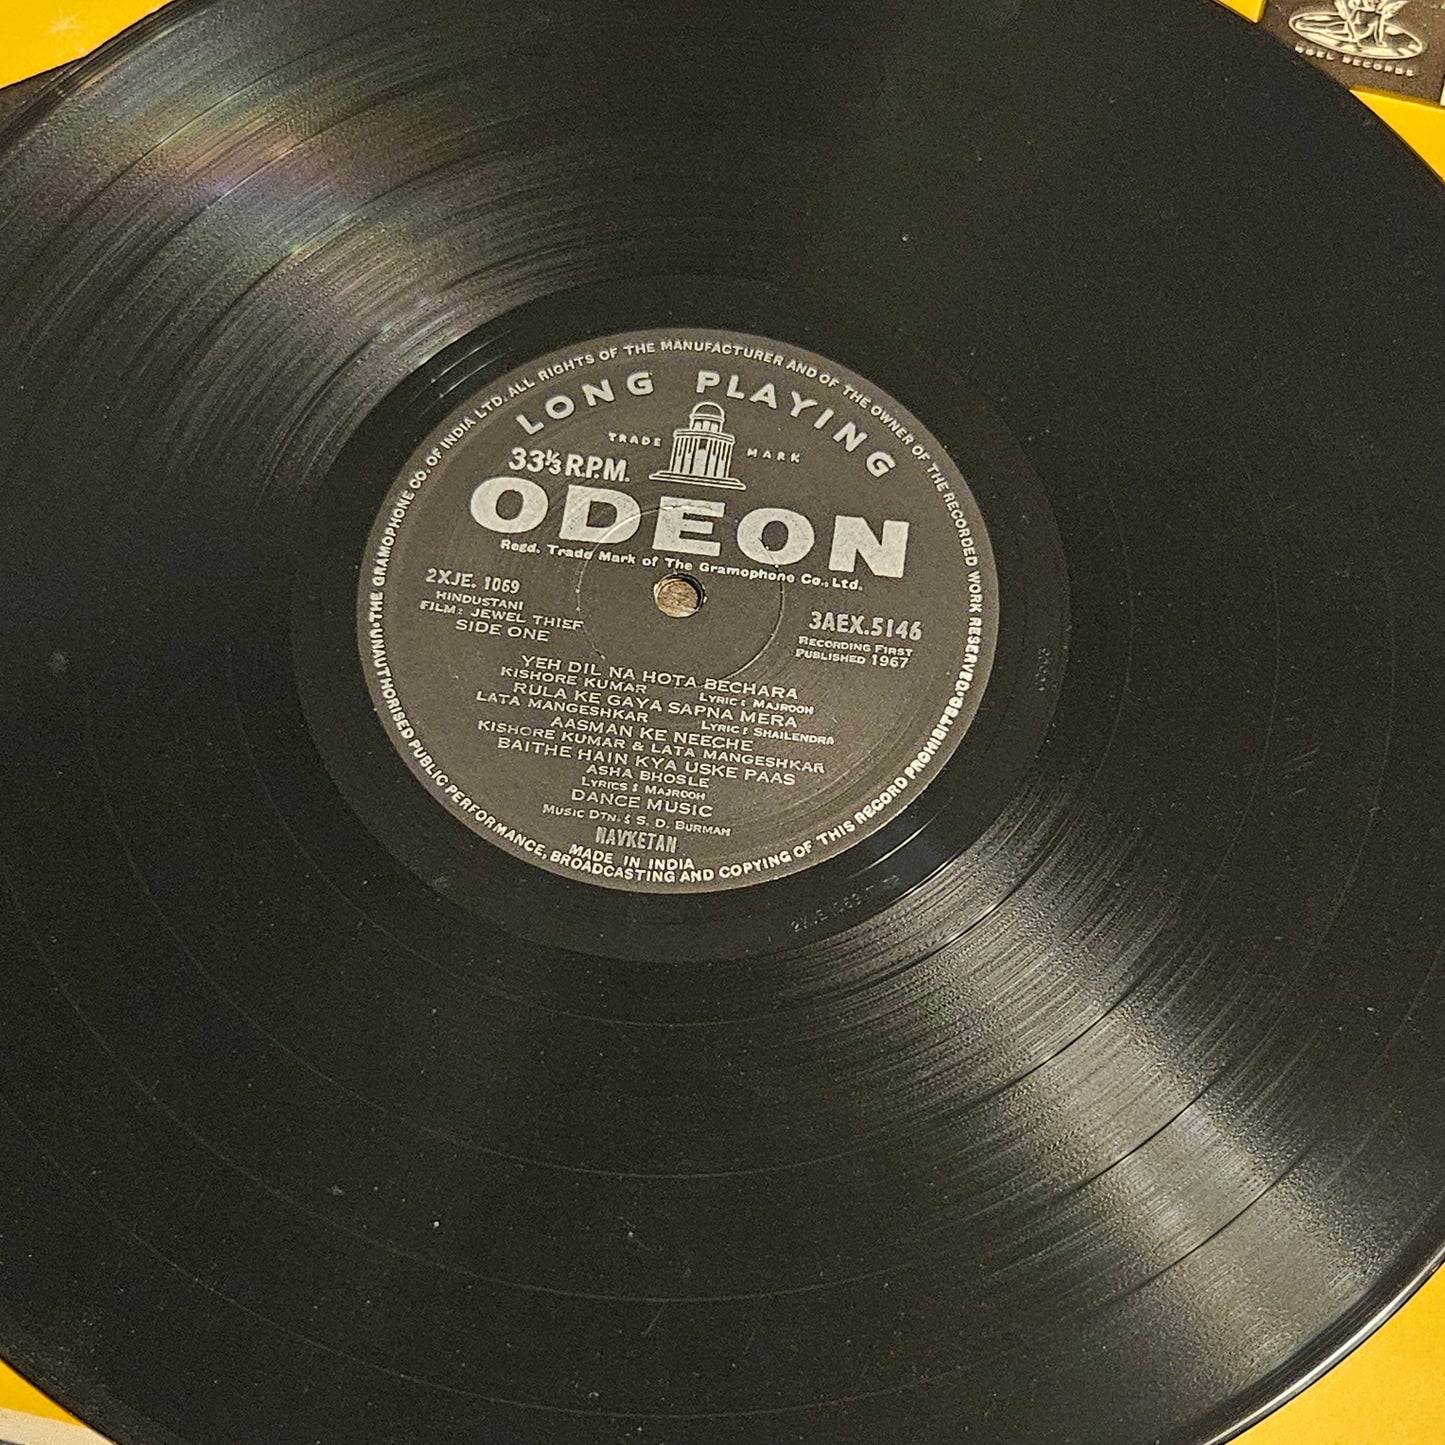 LONG PLAYING
TRADE MARK
33⅓ R.P.M.
ODEON
Regd. Trade Mark of The Gramophone Co., Ltd.
2XJE. 1069
HINDUSTANI
FILM: JEWEL THIEF
SIDE ONE
3AEX.5146
RECORDING FIRST
PUBLISHED 1967
YEH DIL NA HOTA BECHARA
KISHORE KUMAR LYRIC: MAJROOH
RULA KE GAYA SAPNA MERA
LATA MANGESHKAR LYRIC: SHAILENDRA
AASMAN KE NEECHE
KISHORE KUMAR & LATA MANGESHKAR
BAITHE HAIN KYA USKE PAAS
ASHA BHOSLE
LYRICS: MAJROOH
DANCE MUSIC
MUSIC DTN.: S. D. BURMAN
NAVKETAN
MADE IN INDIA
THE GRAMOPHONE CO. OF INDIA LTD. ALL RIGHTS OF THE MANUFACTURER AND OF THE OWNER OF THE RECORDED WORK RESERVED. UNAUTHORISED PUBLIC PERFORMANCE, BROADCASTING AND COPYING OF THIS RECORD PROHIBITED.
RECORDS